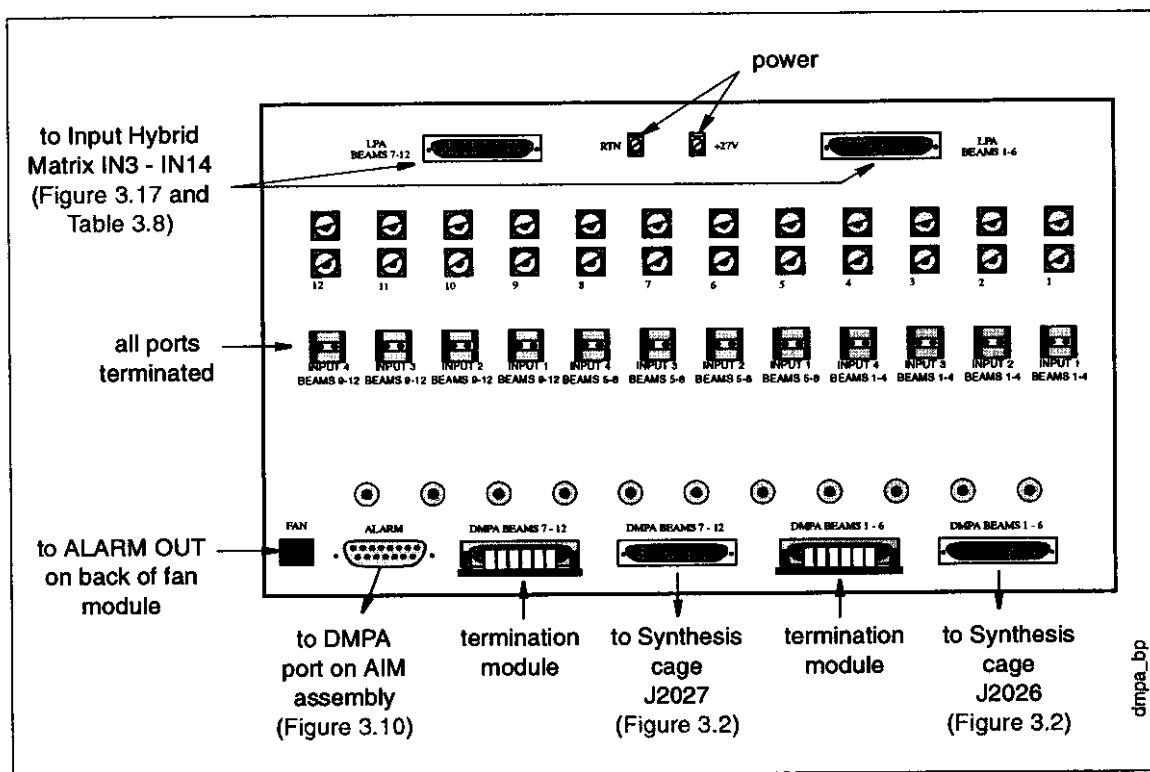 power
to Input Hybrid
Matrix IN3 - IN14
(Figure 3.17 and
Table 3.8)
LPA
BEAMS 7-12
RTN
+27V
LPA
BEAMS 1-6
12 11 10 9 8 7 6 5 4 3 2 1
all ports
terminated
INPUT 4 INPUT 3 INPUT 2 INPUT 1 INPUT 4 INPUT 3 INPUT 2 INPUT 1 INPUT 4 INPUT 3 INPUT 2 INPUT 1
BEAMS 9-12 BEAMS 9-12 BEAMS 9-12 BEAMS 9-12 BEAMS 5-8 BEAMS 5-8 BEAMS 5-8 BEAMS 5-8 BEAMS 1-4 BEAMS 1-4 BEAMS 1-4 BEAMS 1-4
FAN
ALARM
DMPA BEAMS 7 - 12
DMPA BEAMS 7 - 12
DMPA BEAMS 1 - 6
DMPA BEAMS 1 - 6
to ALARM OUT
on back of fan
module
to DMPA
port on AIM
assembly
(Figure 3.10)
termination
module
to Synthesis
cage
J2027
(Figure 3.2)
termination
module
to Synthesis
cage
J2026
(Figure 3.2)
dmpa_bp